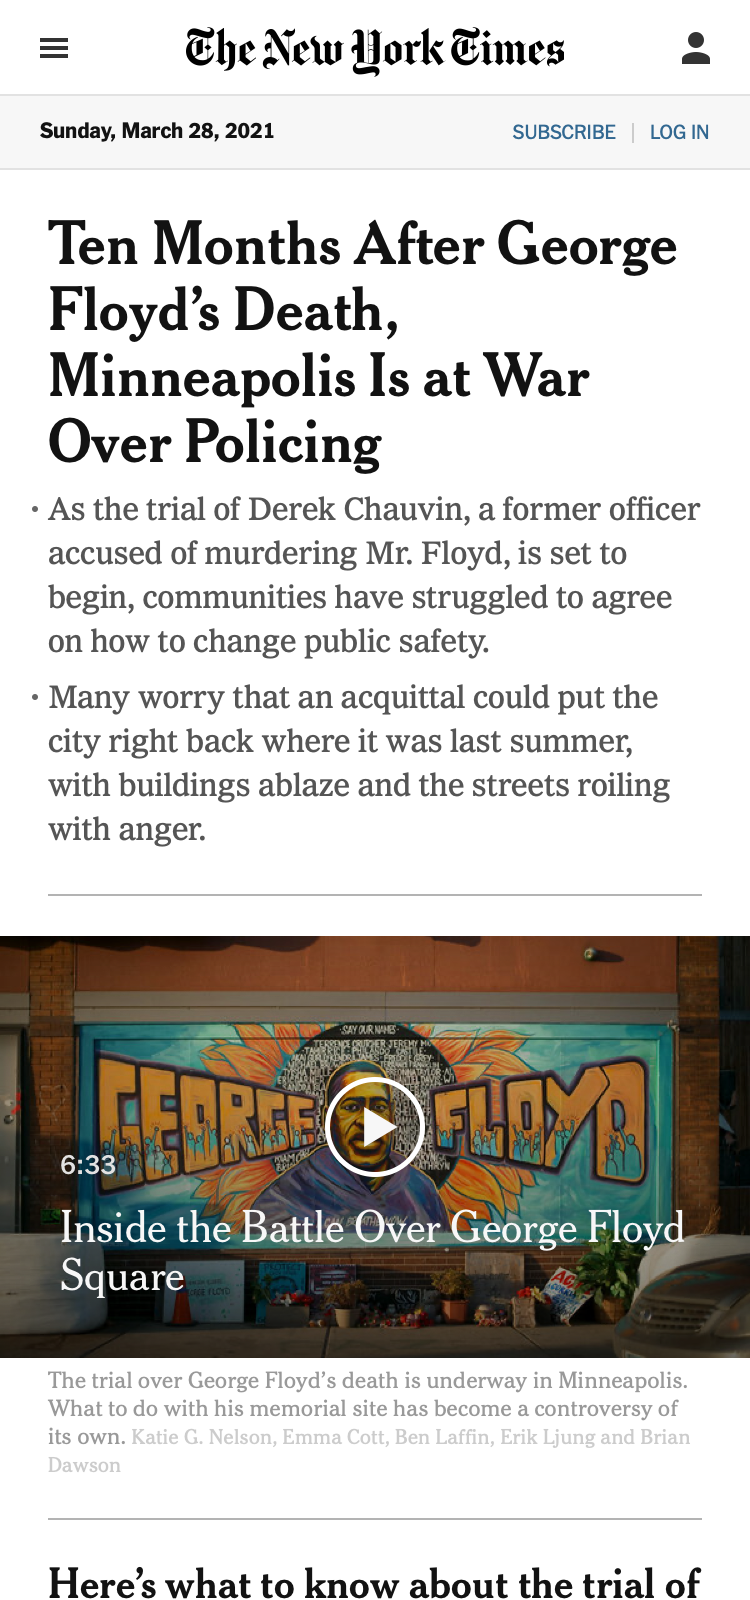 The New York Times
Sunday, March 28, 2021
SUBSCRIBE | LOG IN
Ten Months After George
Floyd’s Death,
Minneapolis Is at War
Over Policing
• As the trial of Derek Chauvin, a former officer
accused of murdering Mr. Floyd, is set to
begin, communities have struggled to agree
on how to change public safety.
• Many worry that an acquittal could put the
city right back where it was last summer,
with buildings ablaze and the streets roiling
with anger.
SAY OUR NAMES
TERRENCE CRUTCHER JEREMY
GEORGE FLOYD
6:33
Inside the Battle Over George Floyd
Square
The trial over George Floyd’s death is underway in Minneapolis.
What to do with his memorial site has become a controversy of
its own. Katie G. Nelson, Emma Cott, Ben Laffin, Erik Ljung and Brian
Dawson
Here’s what to know about the trial of